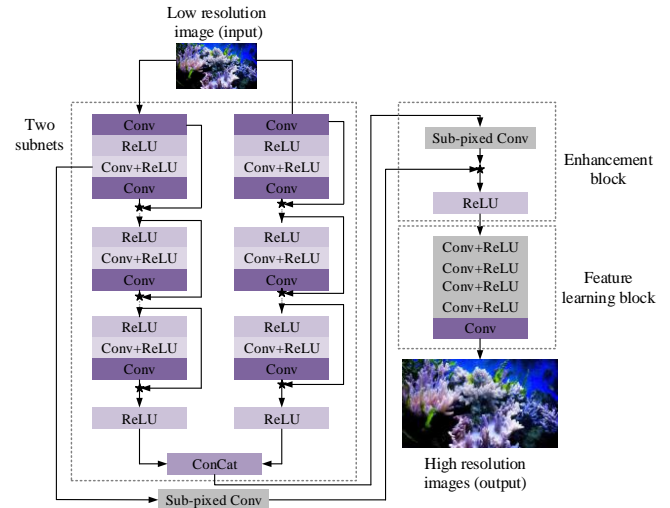 Low resolution
image (input)
Two
subnets
Conv
ReLU
Conv+ReLU
Conv
ReLU
Conv+ReLU
Conv
ReLU
Conv+ReLU
Conv
ReLU
Conv
ReLU
Conv+ReLU
Conv
ReLU
Conv+ReLU
Conv
ReLU
Conv+ReLU
Conv
ReLU
ConCat
Sub-pixed Conv
Sub-pixed Conv
ReLU
Enhancement
block
Conv+ReLU
Conv+ReLU
Conv+ReLU
Conv+ReLU
Conv
Feature
learning block
High resolution
images (output)